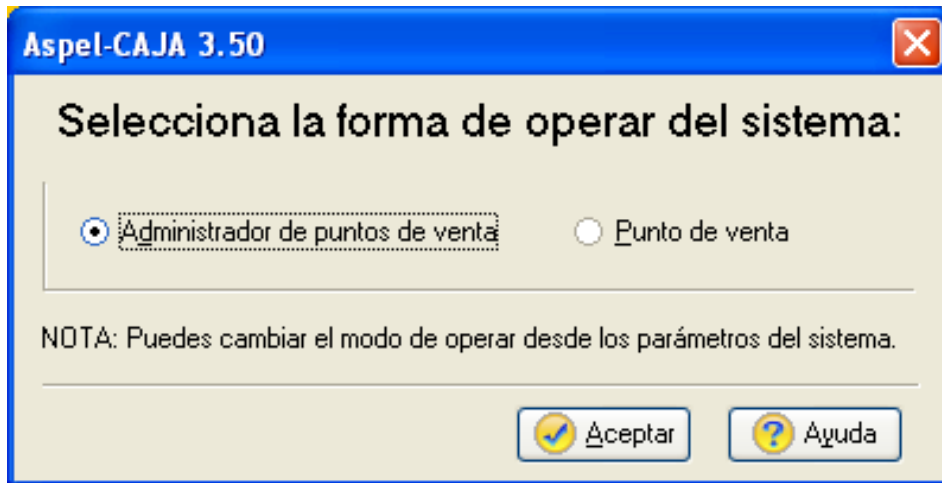 Aspel-CAJA 3.50
Selecciona la forma de operar del sistema:
Administrador de puntos de venta
Punto de venta
NOTA: Puedes cambiar el modo de operar desde los parámetros del sistema.
Aceptar
Ayuda